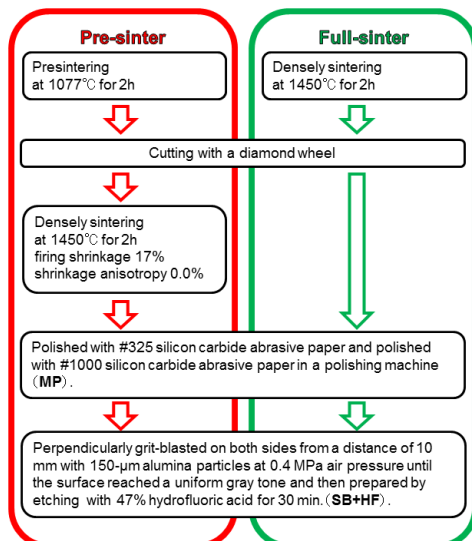 Pre-sinter
Full-sinter
Presintering
at 1077℃ for 2h
Densely sintering
at 1450℃ for 2h
Cutting with a diamond wheel
Densely sintering
at 1450℃ for 2h
firing shrinkage 17%
shrinkage anisotropy 0.0%
Polished with #325 silicon carbide abrasive paper and polished
with #1000 silicon carbide abrasive paper in a polishing machine
(MP).
Perpendicularly grit-blasted on both sides from a distance of 10
mm with 150-μm alumina particles at 0.4 MPa air pressure until
the surface reached a uniform gray tone and then prepared by
etching with 47% hydrofluoric acid for 30 min.(SB+HF).